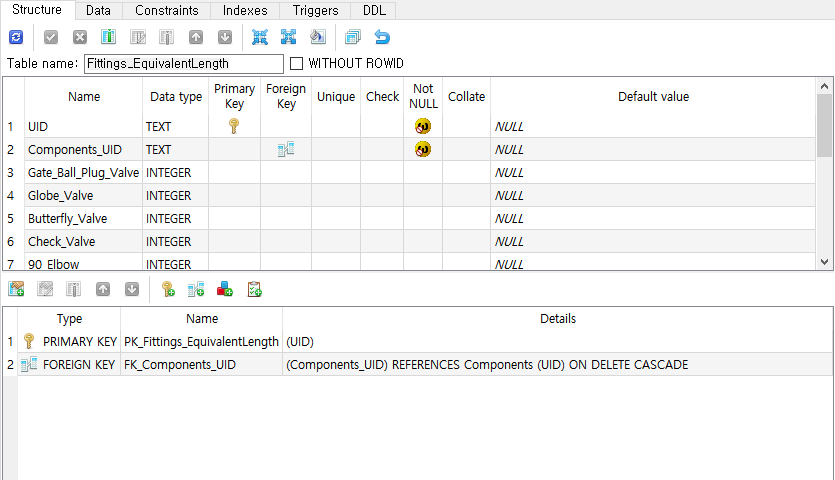 Structure Data Constraints Indexes Triggers DDL
Table name: Fittings_EquivalentLength WITHOUT ROWID
Name Data type Primary Key Foreign Key Unique Check Not NULL Collate Default value
1 UID TEXT NULL
2 Components_UID TEXT NULL
3 Gate_Ball_Plug_Valve INTEGER NULL
4 Globe_Valve INTEGER NULL
5 Butterfly_Valve INTEGER NULL
6 Check_Valve INTEGER NULL
7 90 Elbow INTEGER NULL
Type Name Details
1 PRIMARY KEY PK_Fittings_EquivalentLength (UID)
2 FOREIGN KEY FK_Components_UID (Components_UID) REFERENCES Components (UID) ON DELETE CASCADE